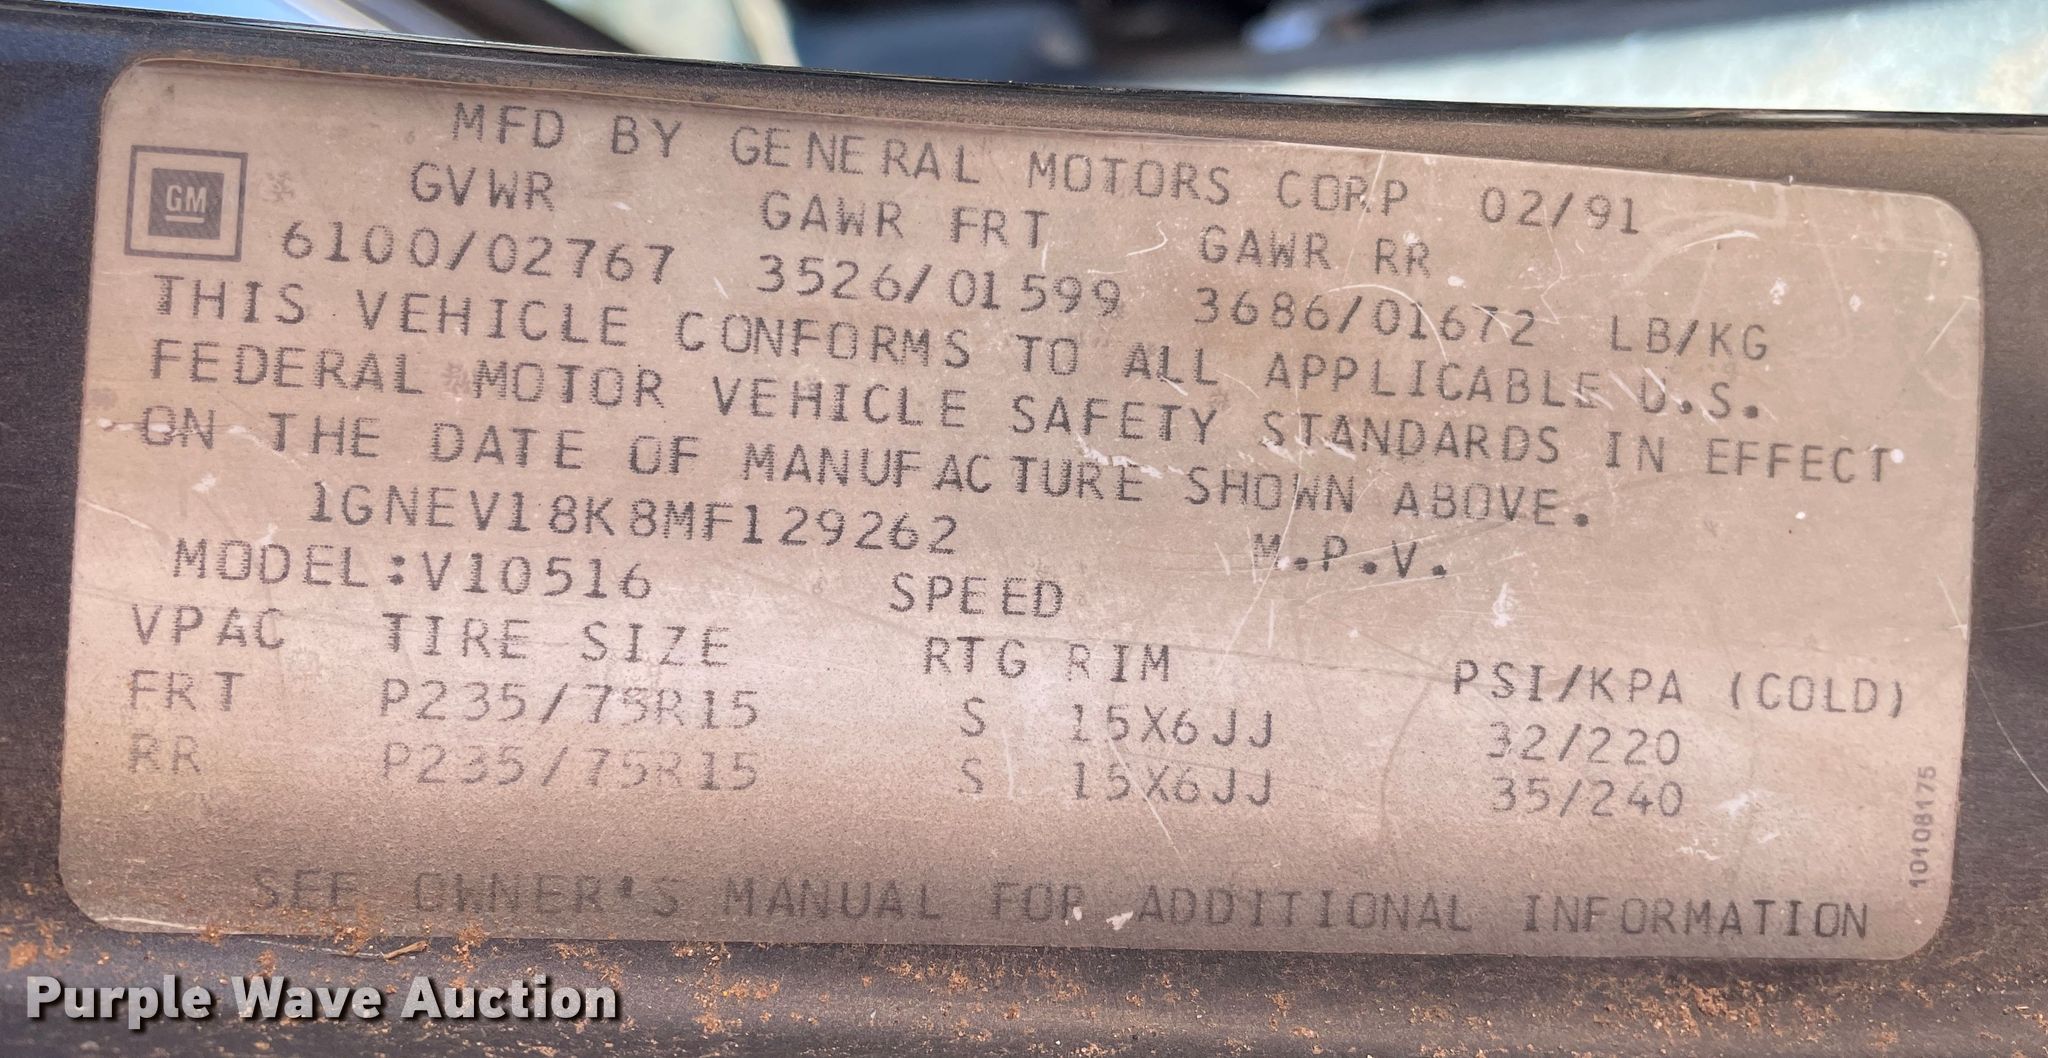 MFD BY GENERAL MOTORS CORP 02/91
GM
GVWR GAWR FRT GAWR RR
6100/02767 3526/01599 3686/01672 LB/KG
THIS VEHICLE CONFORMS TO ALL APPLICABLE U.S.
FEDERAL MOTOR VEHICLE SAFETY STANDARDS IN EFFECT
ON THE DATE OF MANUFACTURE SHOWN ABOVE.
1GNEV18K8MF129262 M.P.V.
MODEL:V10516 SPEED
VPAC TIRE SIZE RTG RIM PSI/KPA (COLD)
FRT P235/75R15 S 15X6JJ 32/220
RR P235/75R15 S 15X6JJ 35/240
SEE OWNER'S MANUAL FOR ADDITIONAL INFORMATION
10108175
Purple Wave Auction